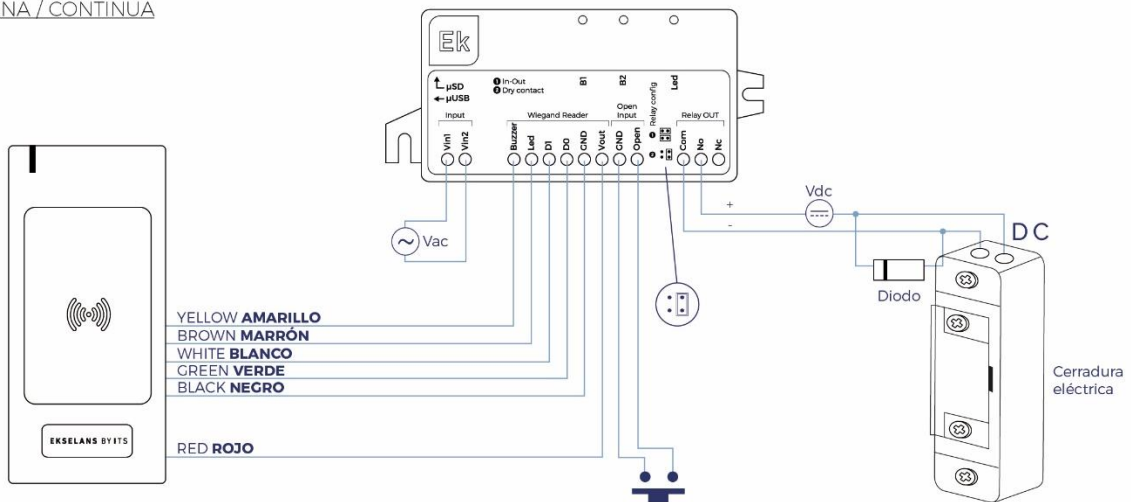 NA / CONTINUA
Ek
µSD
µUSB
1 In-Out
2 Dry contact
B1
B2
Led
Input
Wiegand Reader
Open Input
Relay config
Relay OUT
Vin1
Vin2
Buzzer
Led
D1
D0
GND
Vout
GND
Open
1
2
Com
No
Nc
Vac
+
-
Vdc
DC
Diodo
Cerradura
eléctrica
YELLOW AMARILLO
BROWN MARRÓN
WHITE BLANCO
GREEN VERDE
BLACK NEGRO
RED ROJO
EKSELANS BY ITS